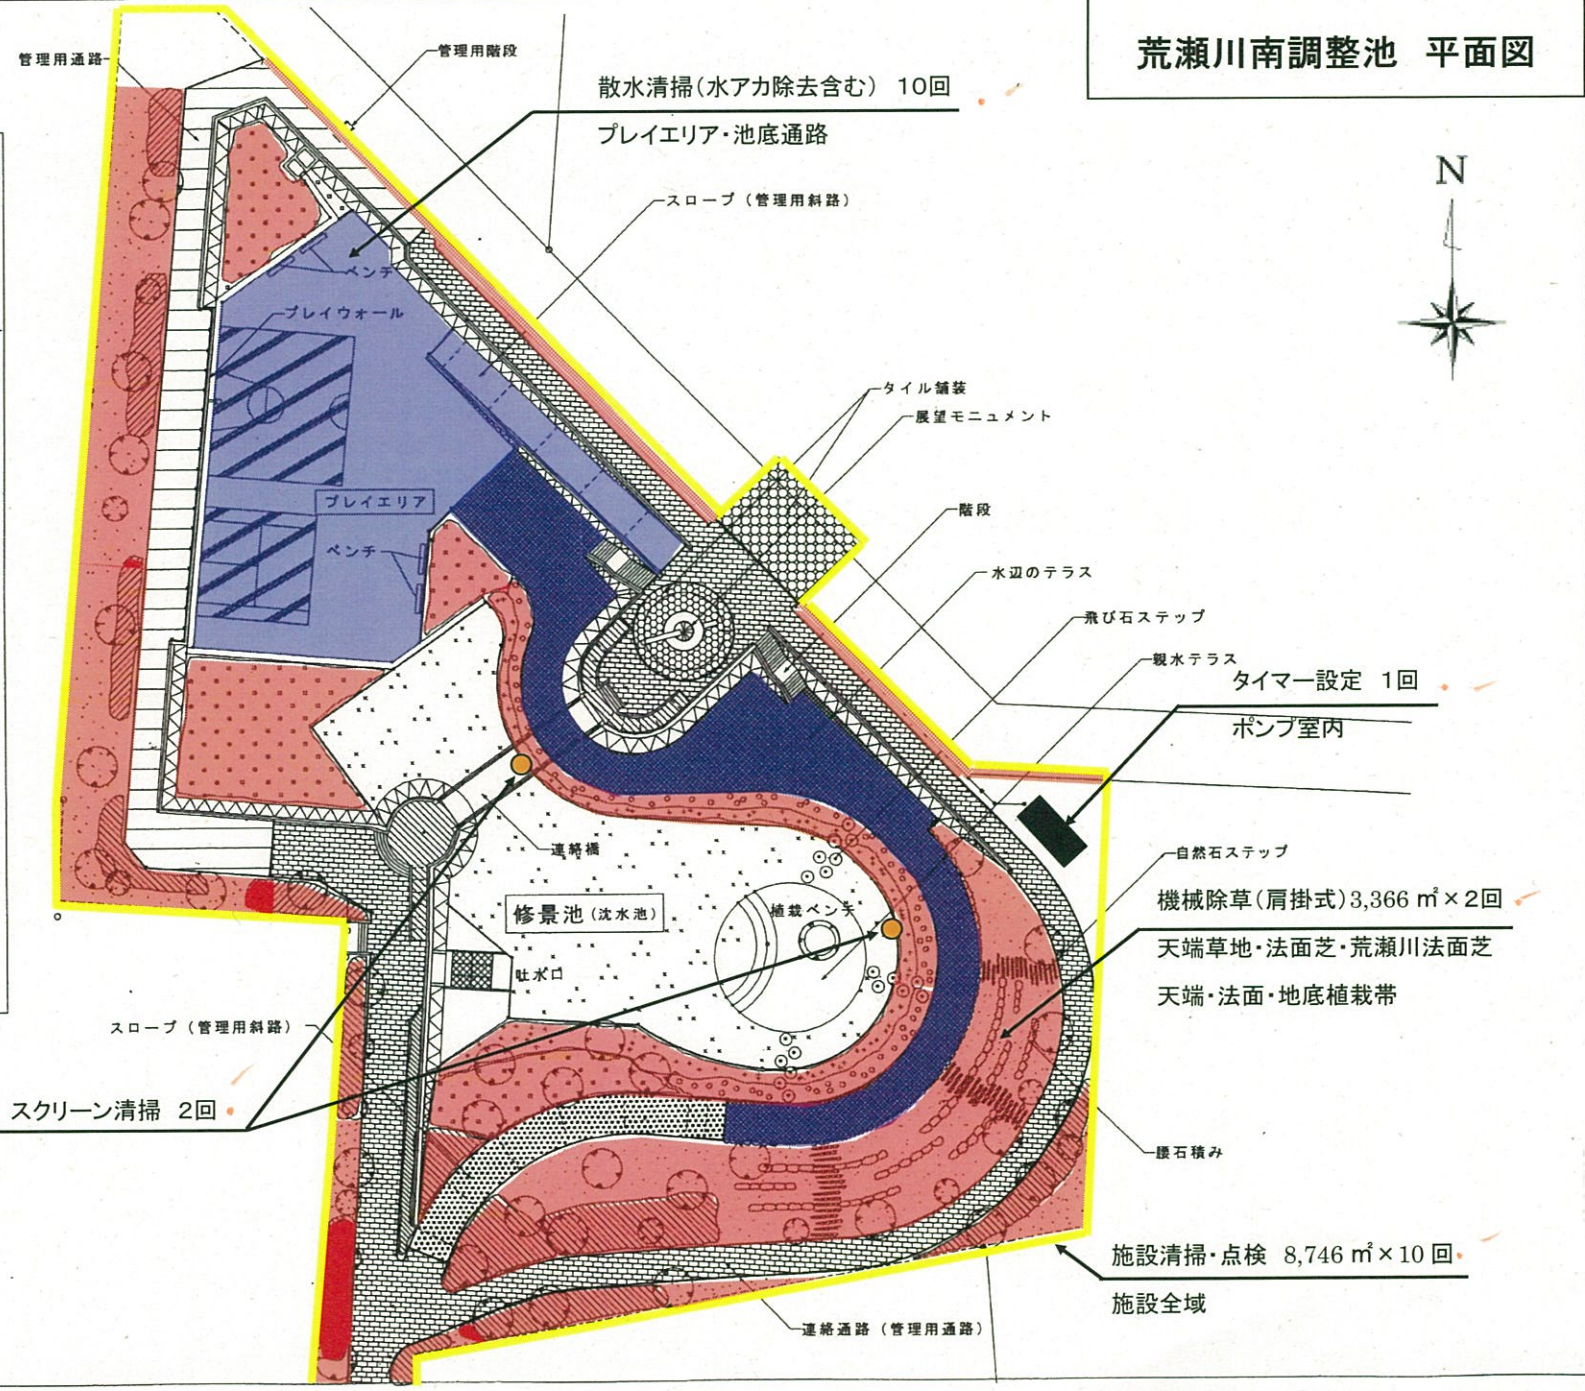 荒瀬川南調整池 平面図
管理用通路
管理用階段
散水清掃(水アカ除去含む) 10回
プレイエリア・池底通路
N
スロープ(管理用斜路)
ベンチ
プレイウォール
タイル舗装
展望モニュメント
プレイエリア
階段
ベンチ
水辺のテラス
飛び石ステップ
親水テラス
タイマー設定 1回
ポンプ室内
連絡橋
自然石ステップ
機械除草(肩掛式)3,366 ㎡×2回
天端草地・法面芝・荒瀬川法面芝
天端・法面・地底植栽帯
修景池(沈水池)
植栽ベンチ
吐水口
スロープ(管理用斜路)
スクリーン清掃 2回
腰石積み
施設清掃・点検 8,746 ㎡×10 回
施設全域
連絡通路(管理用通路)